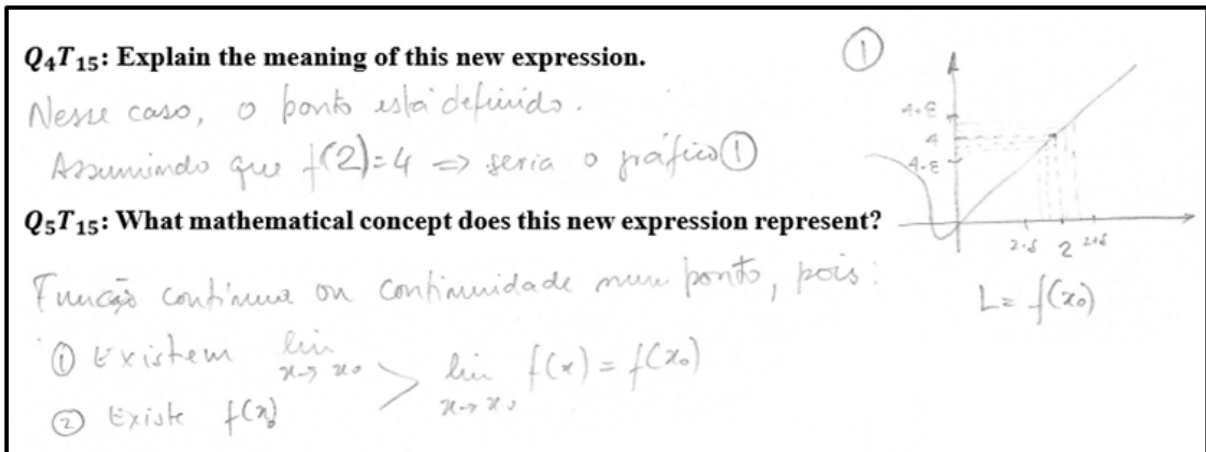 Q₄T₁₅: Explain the meaning of this new expression.
Nesse caso, o ponto está definido.
Assumindo que f(2)=4 => seria o gráfico ①
Q₅T₁₅: What mathematical concept does this new expression represent?
Função contínua ou continuidade num ponto, pois:
① Existem lim x→x₀
② Existe f(x₀)
> lim x→x₀ f(x) = f(x₀)
①
4+ε
4
4-ε
2-δ 2 2+δ
L= f(x₀)